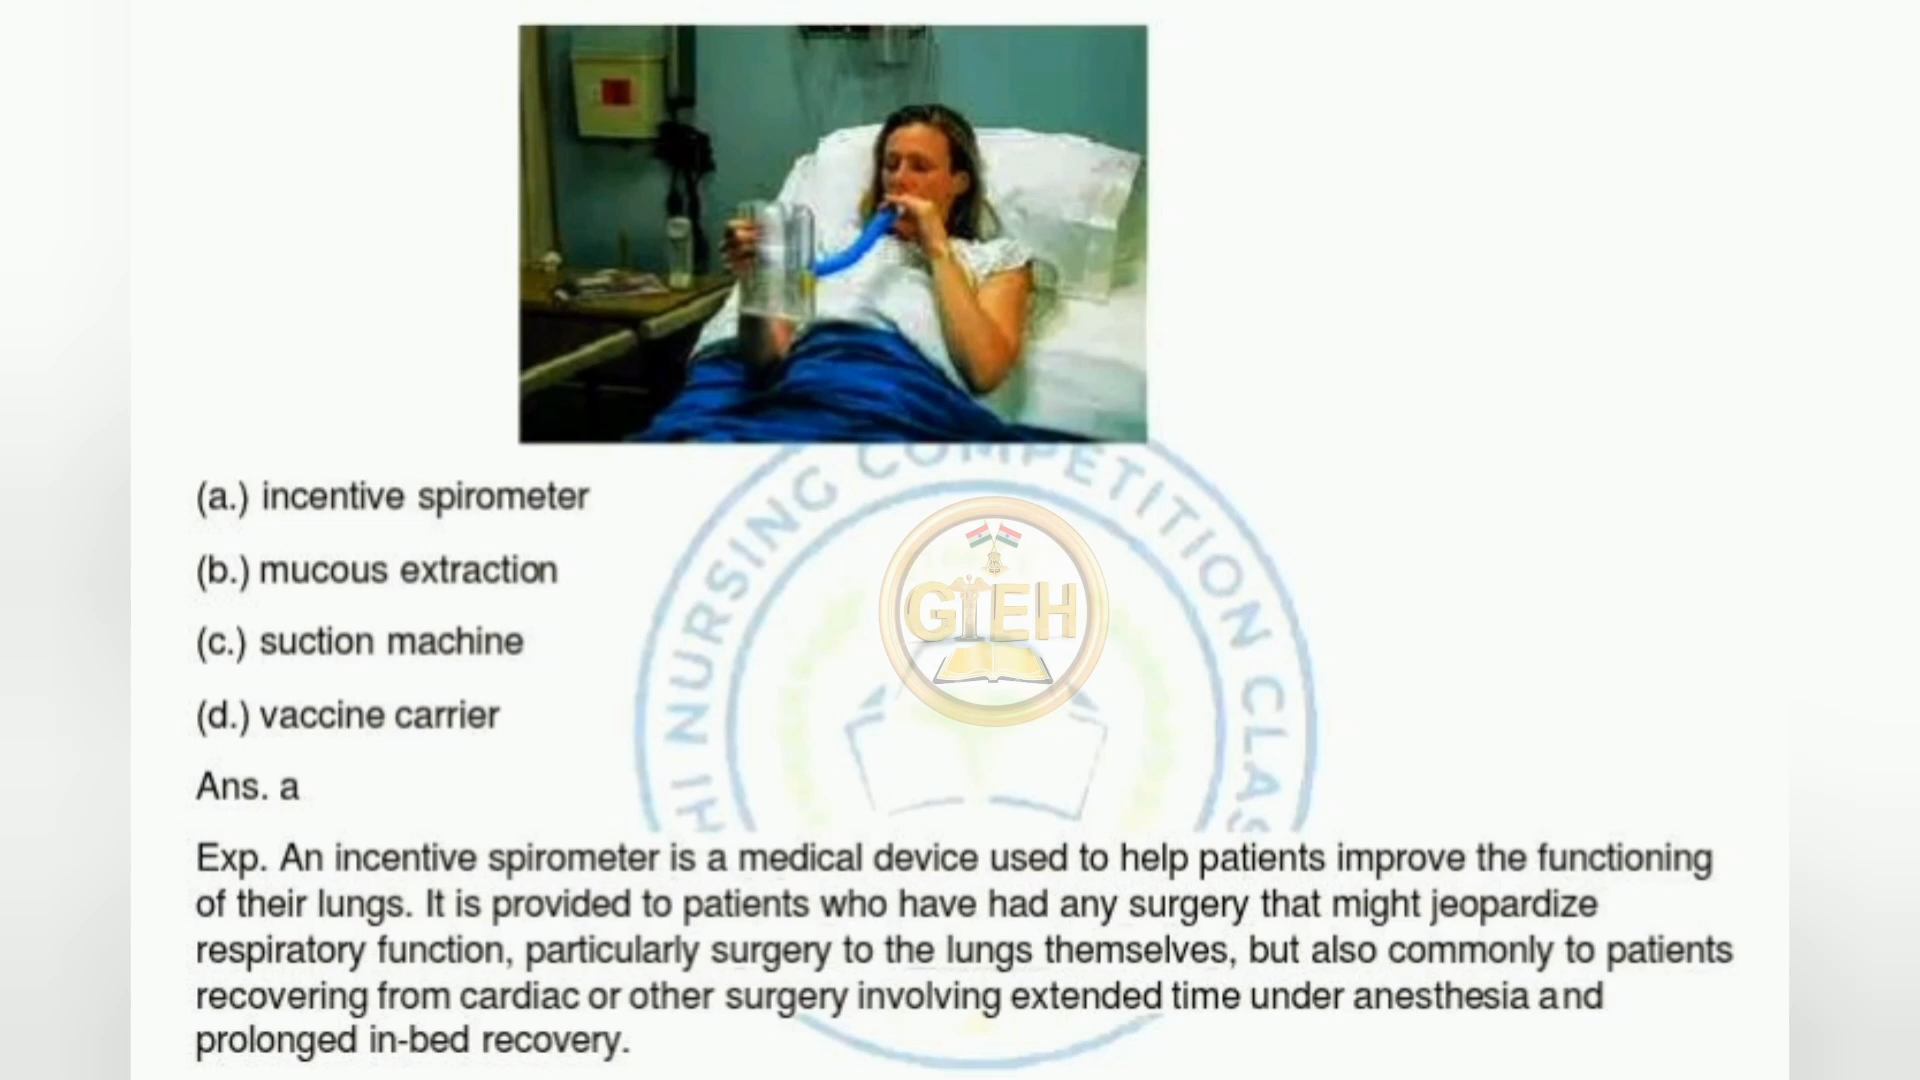 (a.) incentive spirometer
(b.) mucous extraction
(c.) suction machine
(d.) vaccine carrier
Ans. a
Exp. An incentive spirometer is a medical device used to help patients improve the functioning
of their lungs. It is provided to patients who have had any surgery that might jeopardize
respiratory function, particularly surgery to the lungs themselves, but also commonly to patients
recovering from cardiac or other surgery involving extended time under anesthesia and
prolonged in-bed recovery.
HI NURSING COMPETITION CLAS
GTEH